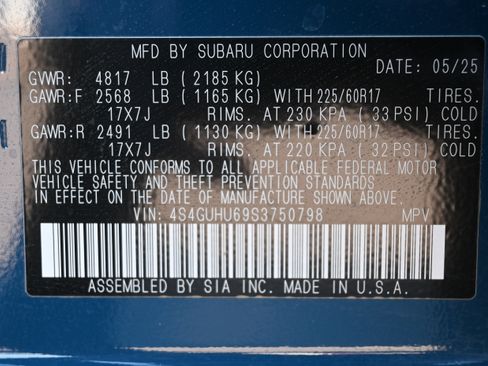 MFD BY SUBARU CORPORATION
DATE: 05/25
GVWR: 4817 LB (2185 KG)
GAWR:F 2568 LB (1165 KG) WITH 225/60R17 TIRES.
17X7J RIMS. AT 230 KPA (33 PSI) COLD
GAWR:R 2491 LB (1130 KG) WITH 225/60R17 TIRES.
17X7J RIMS. AT 220 KPA (32 PSI) COLD
THIS VEHICLE CONFORMS TO ALL APPLICABLE FEDERAL MOTOR
VEHICLE SAFETY AND THEFT PREVENTION STANDARDS
IN EFFECT ON THE DATE OF MANUFACTURE SHOWN ABOVE.
VIN: 4S4GUHU69S3750798 MPV
ASSEMBLED BY SIA INC. MADE IN U.S.A.